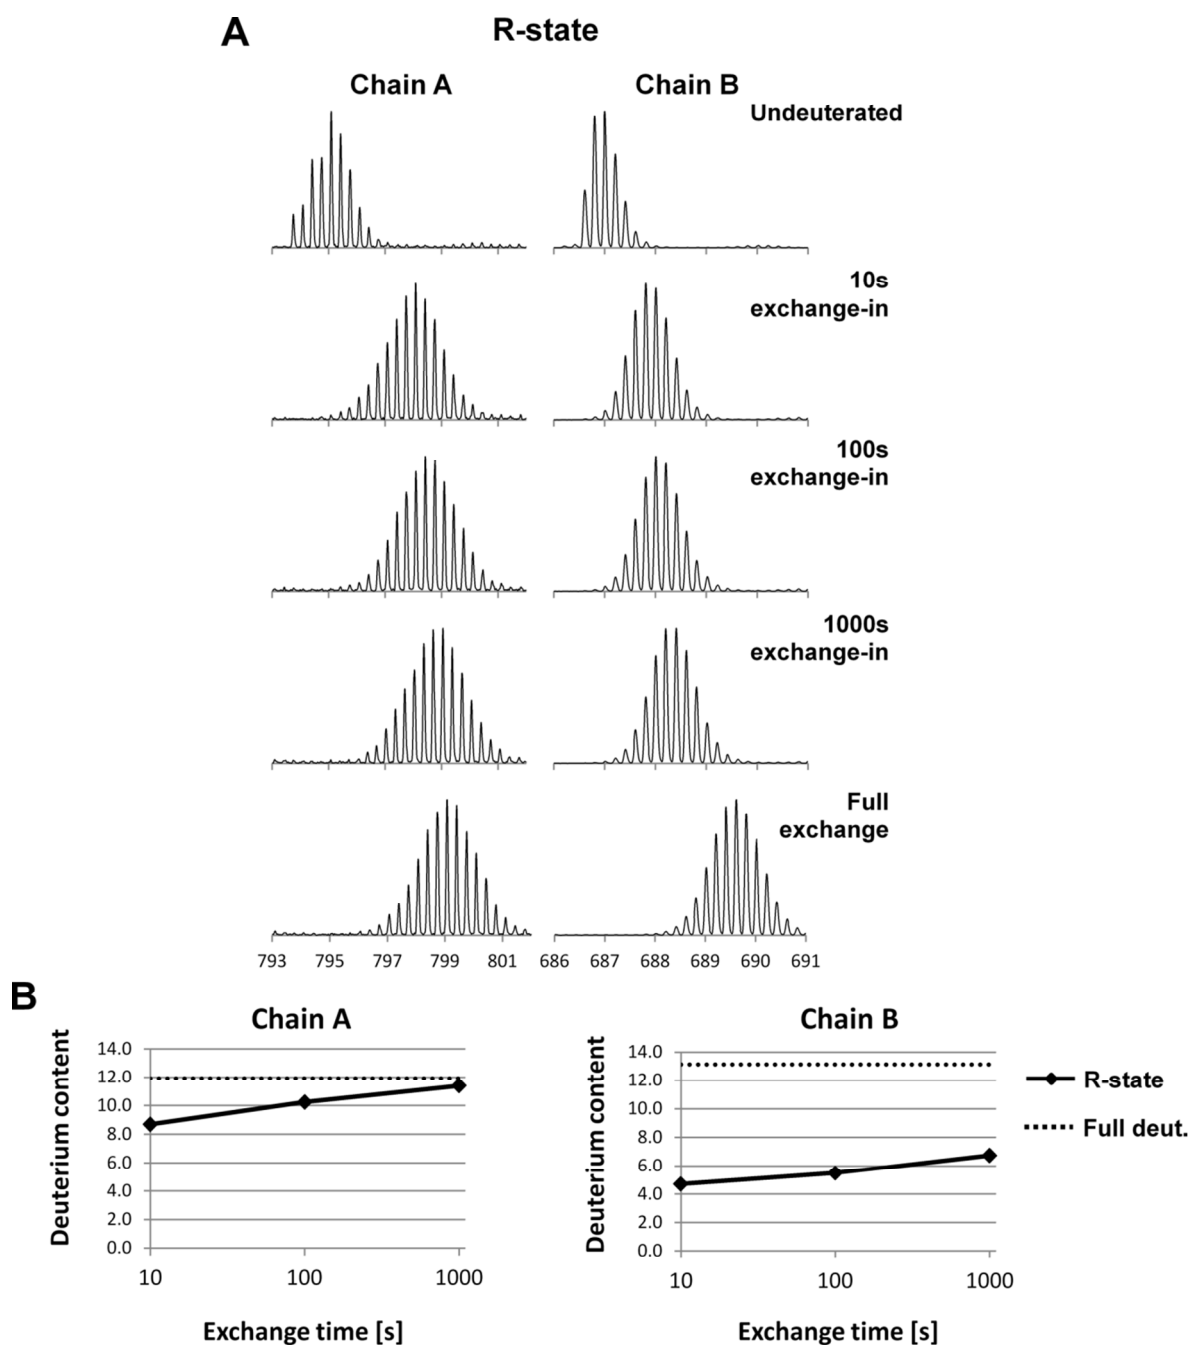 A
R-state
Chain A
Chain B
Undeuterated
10s
exchange-in
100s
exchange-in
1000s
exchange-in
Full
exchange
793 795 797 799 801 686 687 688 689 690 691
B
Chain A
Deuterium content
14.0
12.0
10.0
8.0
6.0
4.0
2.0
0.0
10 100 1000
Exchange time [s]
Chain B
Deuterium content
14.0
12.0
10.0
8.0
6.0
4.0
2.0
0.0
10 100 1000
Exchange time [s]
R-state
Full deut.